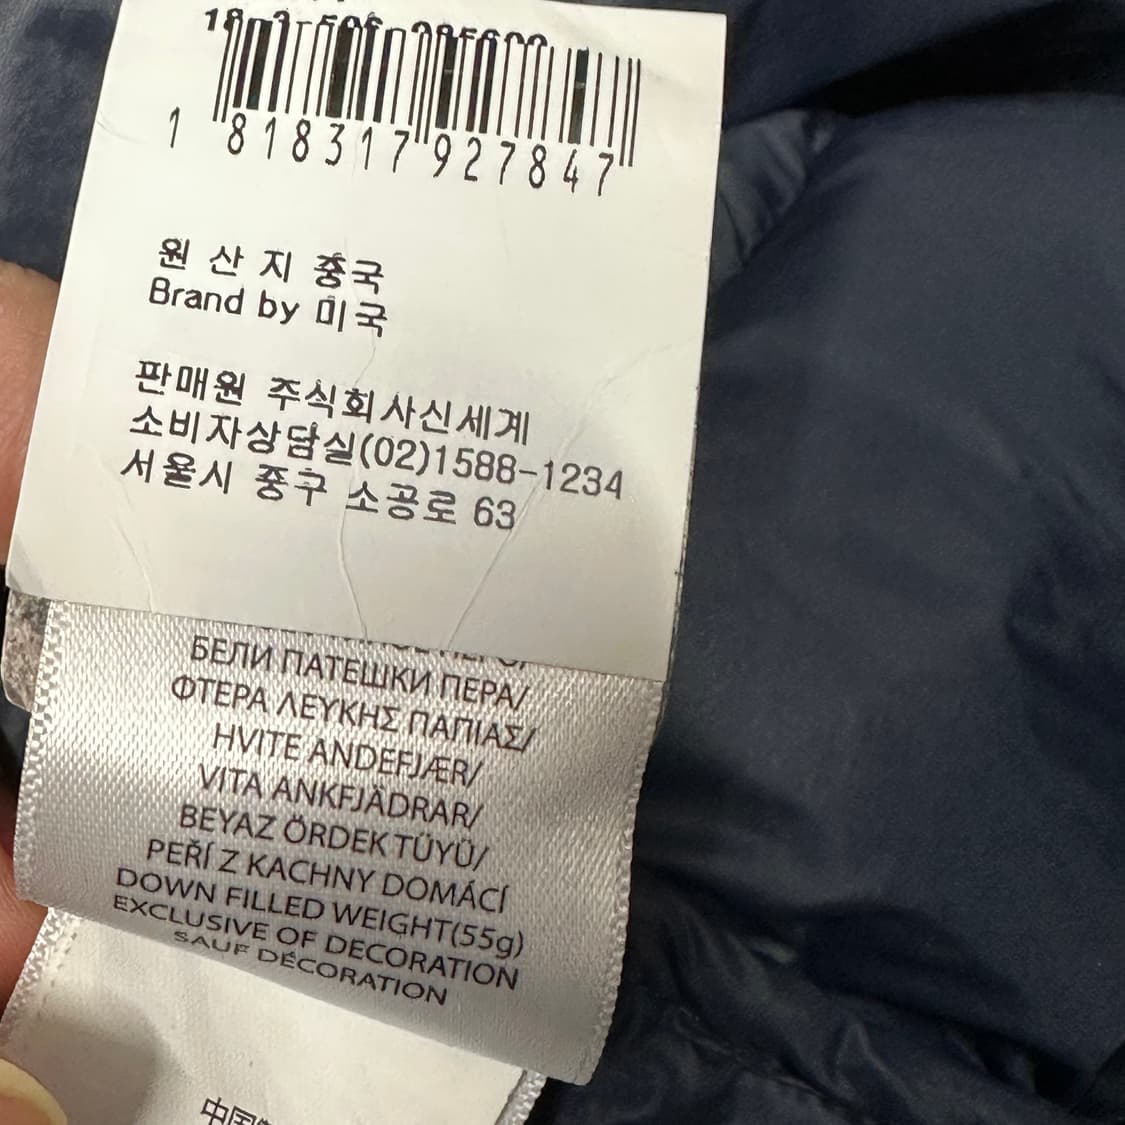 1 818317 927847
원 산 지 중국
Brand by 미국
판매원 주식회사신세계
소비자상담실(02)1588-1234
서울시 중구 소공로 63
БЕЛИ ПАТЕШКИ ПЕРА/
ΦΤΕΡΑ ΛΕΥΚΗΣ ΠΑΠΙΑΣ/
HVITE ANDEFJÆR/
VITA ANKFJÄDRAR/
BEYAZ ÖRDEK TÜYÜ/
PEŘÍ Z KACHNY DOMÁCÍ
DOWN FILLED WEIGHT(55g)
EXCLUSIVE OF DECORATION
SAUF DÉCORATION
中国